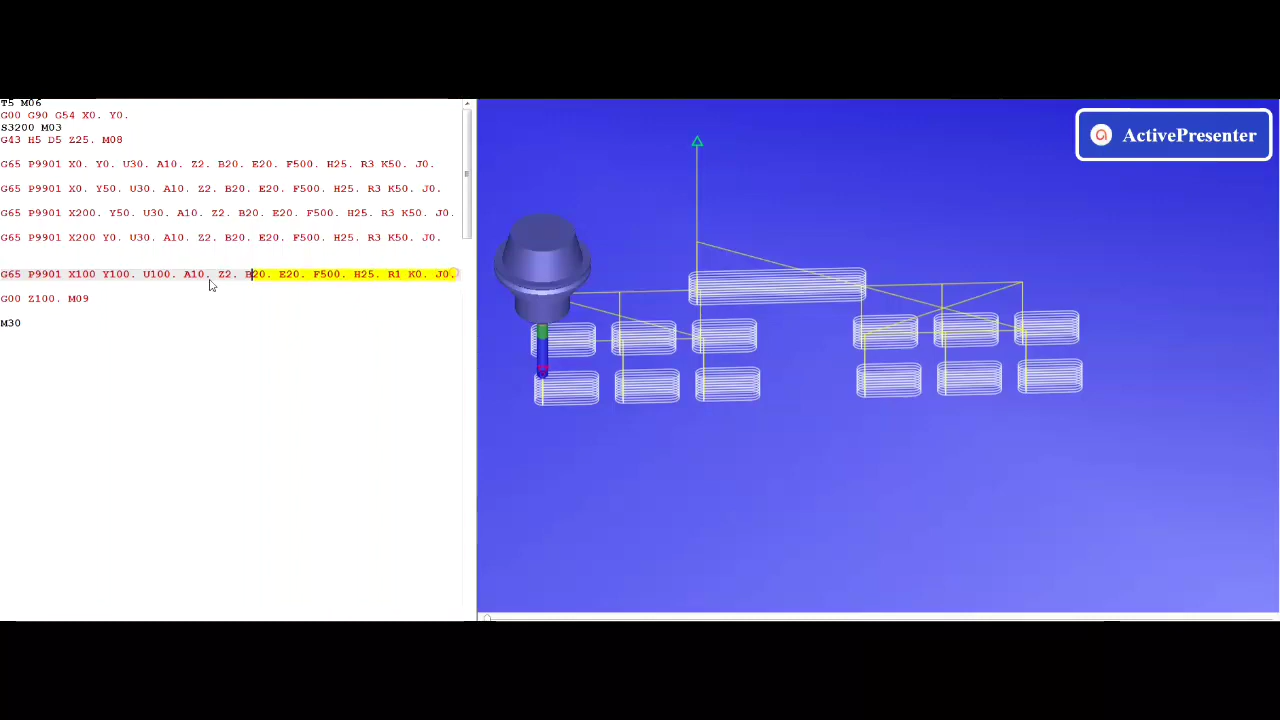 T5 M06
G00 G90 G54 X0. Y0.
S3200 M03
G43 H5 D5 Z25. M08
G65 P9901 X0. Y0. U30. A10. Z2. B20. E20. F500. H25. R3 K50. J0.
G65 P9901 X0. Y50. U30. A10. Z2. B20. E20. F500. H25. R3 K50. J0.
G65 P9901 X200. Y50. U30. A10. Z2. B20. E20. F500. H25. R3 K50. J0.
G65 P9901 X200 Y0. U30. A10. Z2. B20. E20. F500. H25. R3 K50. J0.
G65 P9901 X100 Y100. U100. A10. Z2. B20. E20. F500. H25. R1 K0. J0.
G00 Z100. M09
M30
ActivePresenter